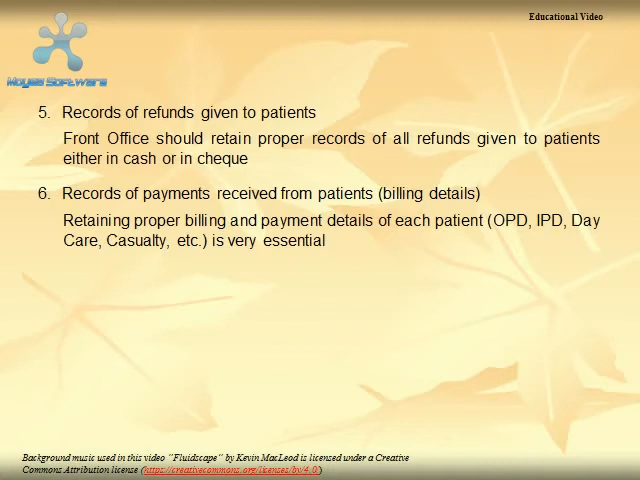 Educational Video
Moyea Software
5. Records of refunds given to patients
Front Office should retain proper records of all refunds given to patients
either in cash or in cheque
6. Records of payments received from patients (billing details)
Retaining proper billing and payment details of each patient (OPD, IPD, Day
Care, Casualty, etc.) is very essential
Background music used in this video "Fluidscape" by Kevin MacLeod is licensed under a Creative
Commons Attribution license (https://creativecommons.org/licenses/by/4.0/)